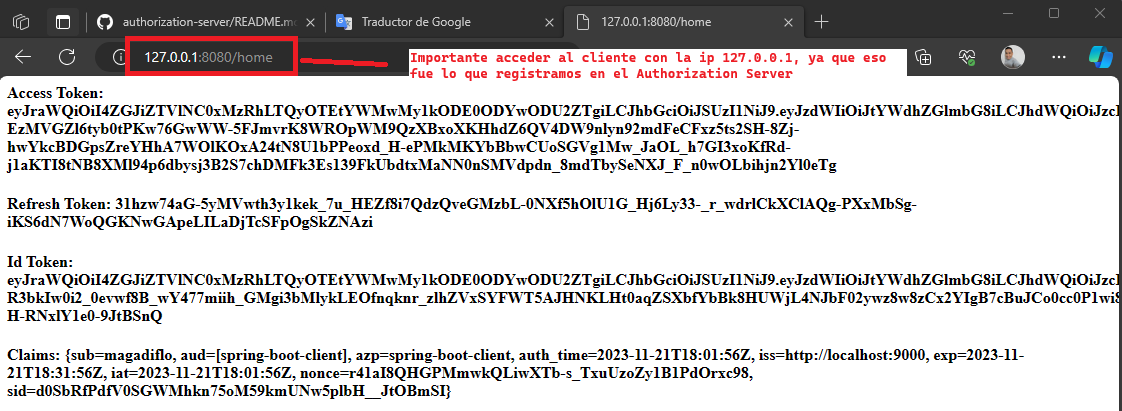 authorization-server/README.m
Traductor de Google
127.0.0.1:8080/home
127.0.0.1:8080/home
Importante acceder al cliente con la ip 127.0.0.1, ya que eso
fue lo que registramos en el Authorization Server
Access Token:
eyJraWQiOiI4ZGJiZTVlNC0xMzRhLTQyOTEtYWMwMy1kODE0ODYwODU2ZTgiLCJhbGciOiJSUzI1NiJ9.eyJzdWIiOiJtYWdhZGlmbG8iLCJhdWQiOiJzcl
EzMVGZl6tyb0tPKw76GwWW-5FJmvrK8WROpWM9QzXBxoXKHhdZ6QV4DW9nlyn92mdFeCFxz5ts2SH-8Zj-
hwYkcBDGpsZreYHhA7WOlKOxA24tN8U1bPPeoxd_H-ePMkMKYbBbwCUoSGVg1Mw_JaOL_h7GI3xoKfRd-
j1aKTI8tNB8XMl94p6dbysj3B2S7chDMFk3Es139FkUbdtxMaNN0nSMVdpdn_8mdTbySeNXJ_F_n0wOLbihjn2Yl0eTg
Refresh Token: 31hzw74aG-5yMVwth3y1kek_7u_HEZf8i7QdzQveGMzbL-0NXf5hOlU1G_Hj6Ly33-_r_wdrlCkXClAQg-PXxMbSg-
iKS6dN7WoQGKNwGApeLILaDjTcSFpOgSkZNAzi
Id Token:
eyJraWQiOiI4ZGJiZTVlNC0xMzRhLTQyOTEtYWMwMy1kODE0ODYwODU2ZTgiLCJhbGciOiJSUzI1NiJ9.eyJzdWIiOiJtYWdhZGlmbG8iLCJhdWQiOiJzcl
R3bkIw0i2_0evwf8B_wY477miih_GMgi3bMlykLEOfnqknr_zlhZVxSYFWT5AJHNKLHt0aqZSXbfYbBk8HUWjL4NJbF02ywz8w8zCx2YIgB7cBuJCo0cc0P1wi8
H-RNxlY1e0-9JtBSnQ
Claims: {sub=magadiflo, aud=[spring-boot-client], azp=spring-boot-client, auth_time=2023-11-21T18:01:56Z, iss=http://localhost:9000, exp=2023-11-
21T18:31:56Z, iat=2023-11-21T18:01:56Z, nonce=r41aI8QHGPMmwkQLiwXTb-s_TxuUzoZy1B1PdOrxc98,
sid=d0SbRfPdfV0SGWMhkn75oM59kmUNw5plbH__JtOBmSI}